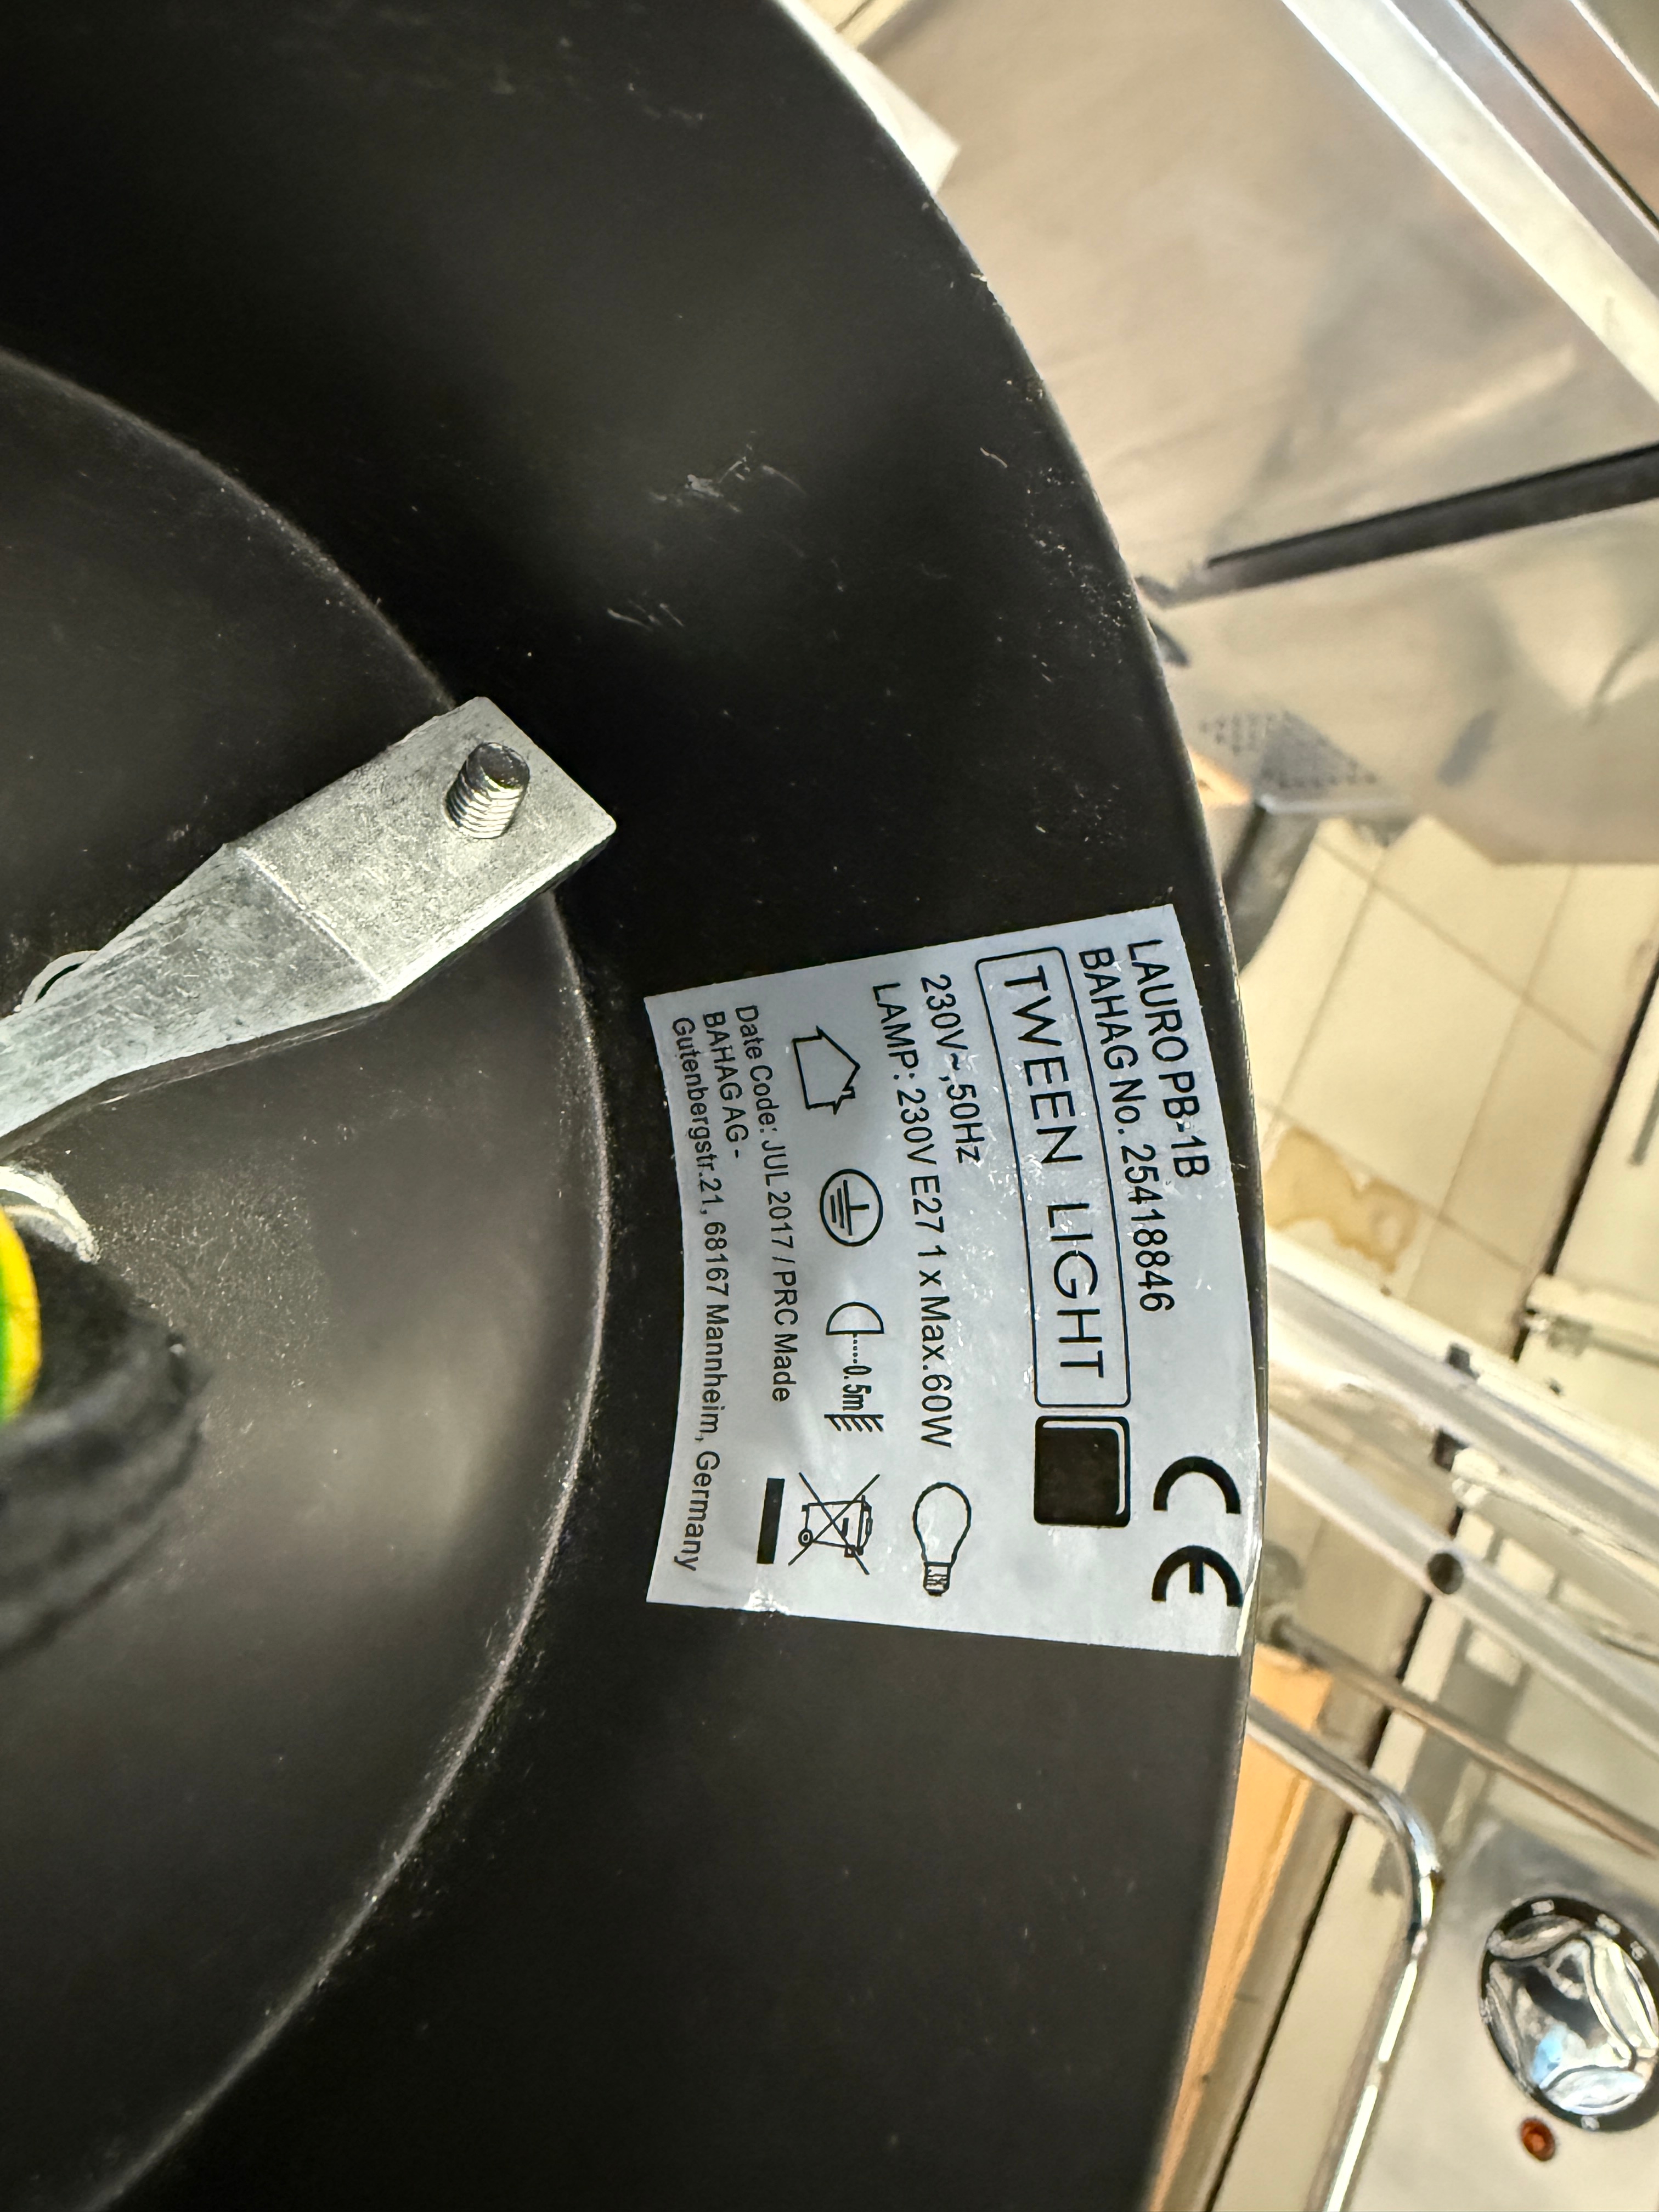 LAURO PB-1B
BAHAG No. 25418846
CE
TWEEN LIGHT
230V~,50Hz
LAMP: 230V E27 1 x Max.60W
0.5m
Date Code: JUL 2017 / PRC Made
BAHAG AG -
Gutenbergstr.21, 68167 Mannheim, Germany